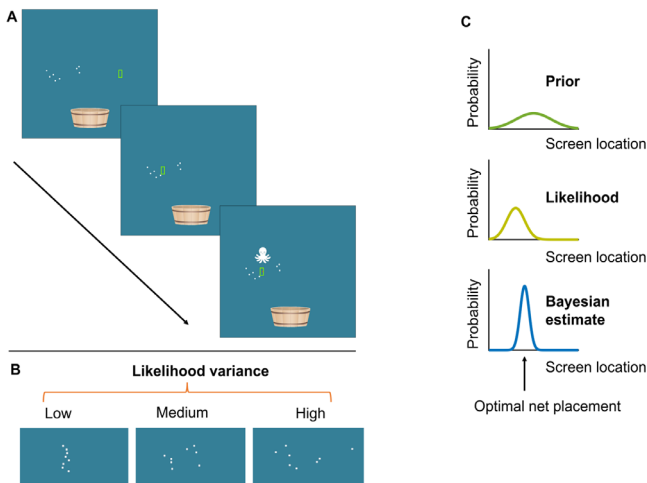 A
B
Likelihood variance
Low
Medium
High
C
Probability
Prior
Screen location
Probability
Likelihood
Screen location
Probability
Bayesian
estimate
Screen location
Optimal net placement